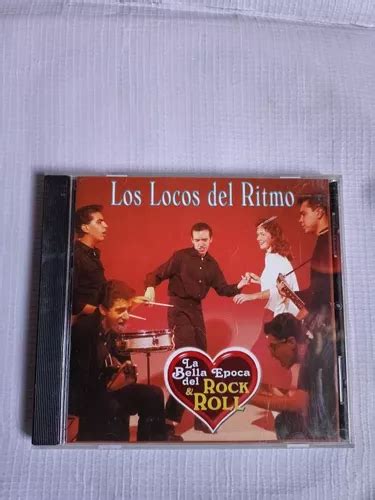 Los Locos del Ritmo
La
Bella Epoca
del ROCK
& ROLL